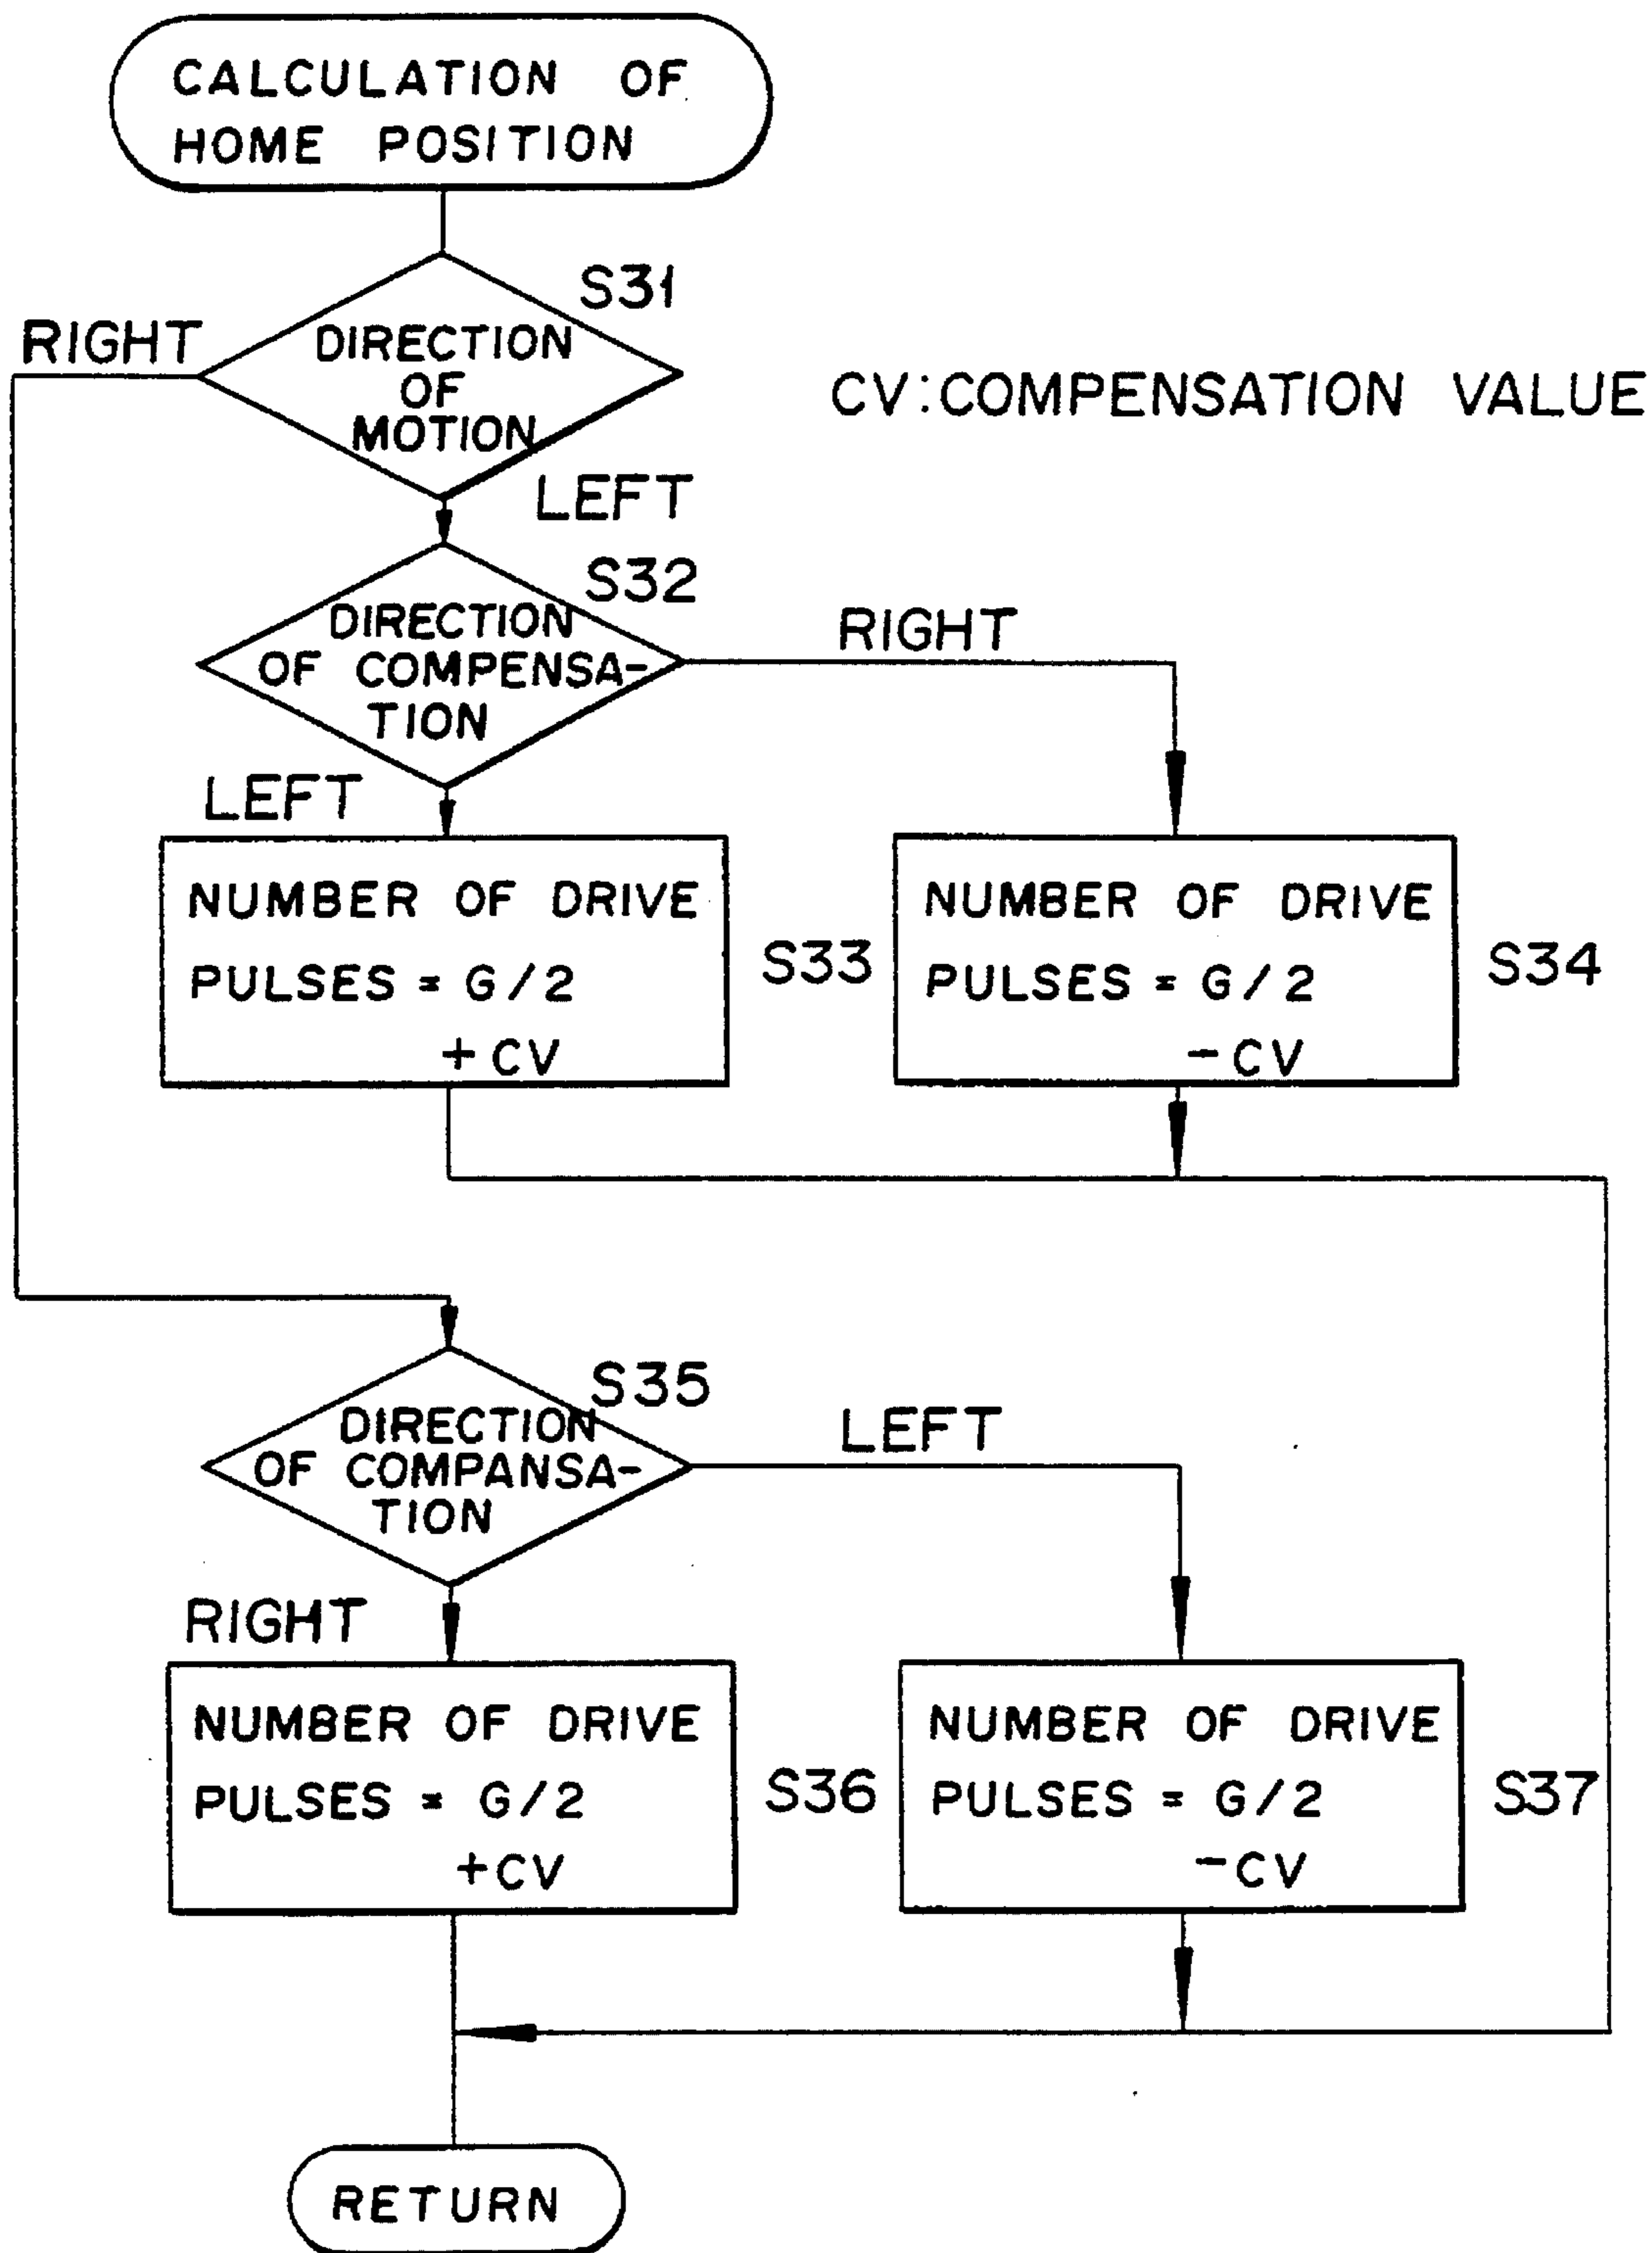 CALCULATION OF
HOME POSITION
S31
RIGHT
DIRECTION
OF
MOTION
CV:COMPENSATION VALUE
LEFT
S32
DIRECTION
OF COMPENSA-
TION
RIGHT
LEFT
NUMBER OF DRIVE
PULSES = G/2
+CV
S33
NUMBER OF DRIVE
PULSES = G/2
-CV
S34
S35
DIRECTION
OF COMPANSA-
TION
LEFT
RIGHT
NUMBER OF DRIVE
PULSES = G/2
+CV
S36
NUMBER OF DRIVE
PULSES = G/2
-CV
S37
RETURN